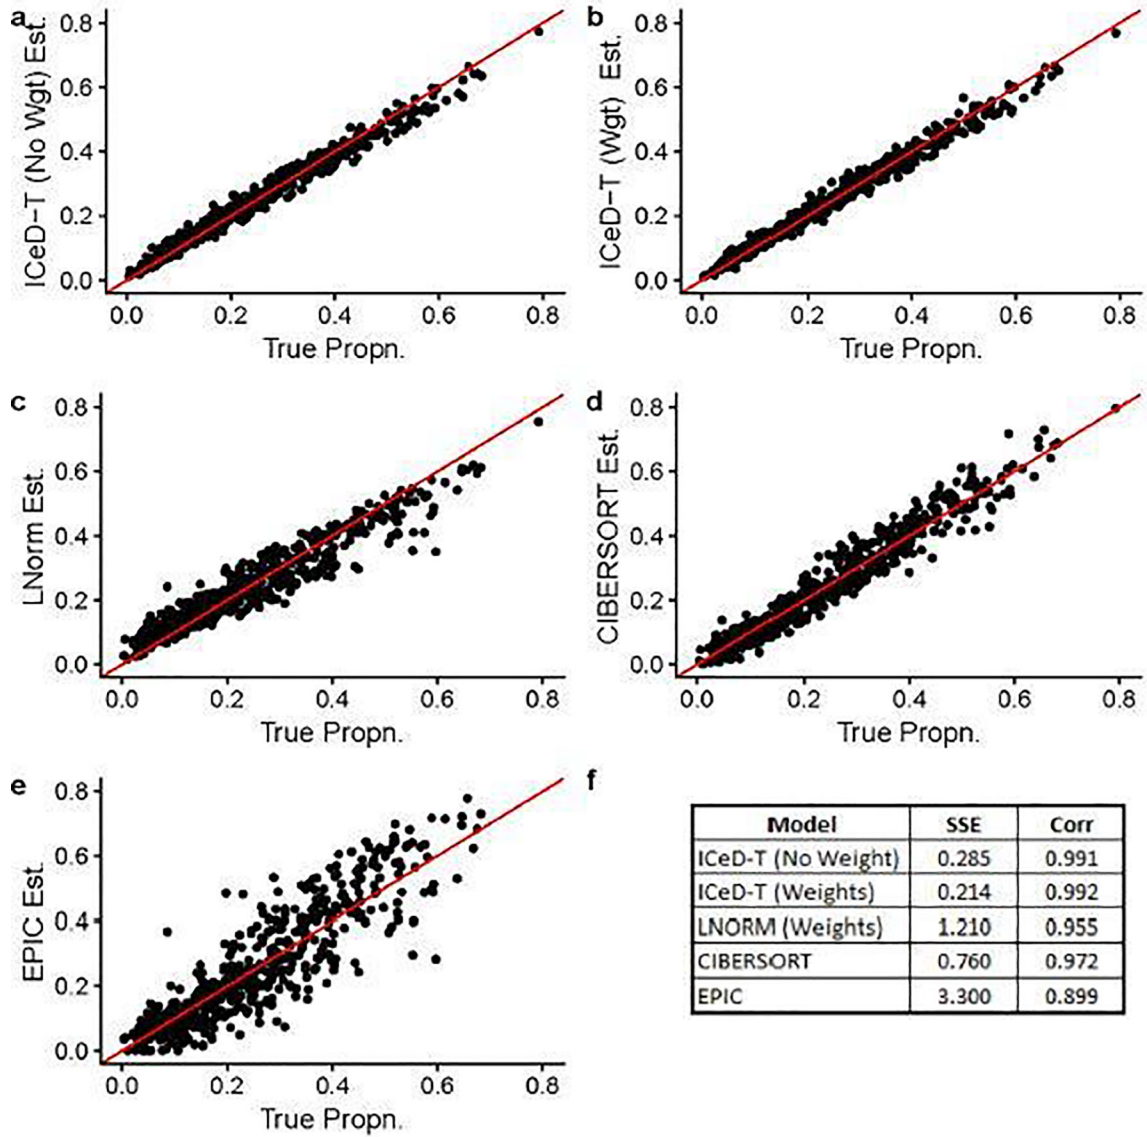 a
ICeD-T (No Wgt) Est.
0.8
0.6
0.4
0.2
0.0
0.0 0.2 0.4 0.6 0.8
True Propn.
b
ICeD-T (Wgt) Est.
0.8
0.6
0.4
0.2
0.0
0.0 0.2 0.4 0.6 0.8
True Propn.
c
LNorm Est.
0.8
0.6
0.4
0.2
0.0
0.0 0.2 0.4 0.6 0.8
True Propn.
d
CIBERSORT Est.
0.8
0.6
0.4
0.2
0.0
0.0 0.2 0.4 0.6 0.8
True Propn.
e
EPIC Est.
0.8
0.6
0.4
0.2
0.0
0.0 0.2 0.4 0.6 0.8
True Propn.
f
Model SSE Corr
ICeD-T (No Weight) 0.285 0.991
ICeD-T (Weights) 0.214 0.992
LNORM (Weights) 1.210 0.955
CIBERSORT 0.760 0.972
EPIC 3.300 0.899